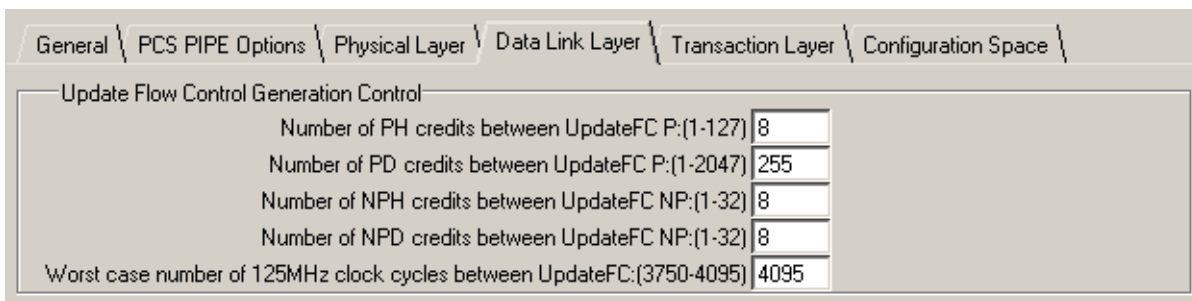 General PCS PIPE Options Physical Layer Data Link Layer Transaction Layer Configuration Space
Update Flow Control Generation Control
Number of PH credits between UpdateFC P:(1-127) 8
Number of PD credits between UpdateFC P:(1-2047) 255
Number of NPH credits between UpdateFC NP:(1-32) 8
Number of NPD credits between UpdateFC NP:(1-32) 8
Worst case number of 125MHz clock cycles between UpdateFC:(3750-4095) 4095